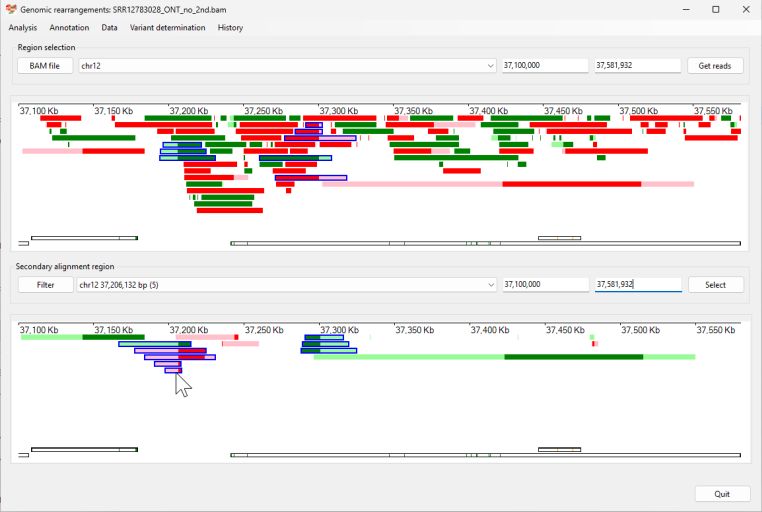 Genomic rearrangements: SRR12783028_ONT_no_2nd.bam
Analysis Annotation Data Variant determination History
Region selection
BAM file chr12 37,100,000 37,581,932 Get reads
37,100 Kb 37,150 Kb 37,200 Kb 37,250 Kb 37,300 Kb 37,350 Kb 37,400 Kb 37,450 Kb 37,500 Kb 37,550 Kb
Secondary alignment region
Filter chr12 37,206,132 bp (5) 37,100,000 37,581,932 Select
37,100 Kb 37,150 Kb 37,200 Kb 37,250 Kb 37,300 Kb 37,350 Kb 37,400 Kb 37,450 Kb 37,500 Kb 37,550 Kb
Quit